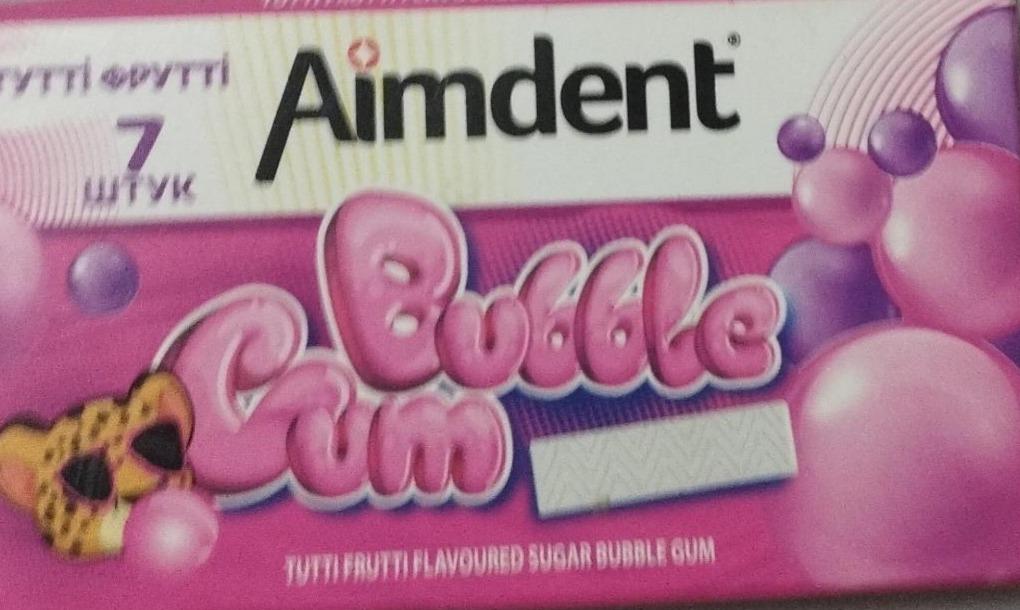 ТУТТІ ФРУТТІ
7
ШТУК
Aimdent®
Bubble
Gum
TUTTI FRUTTI FLAVOURED SUGAR BUBBLE GUM